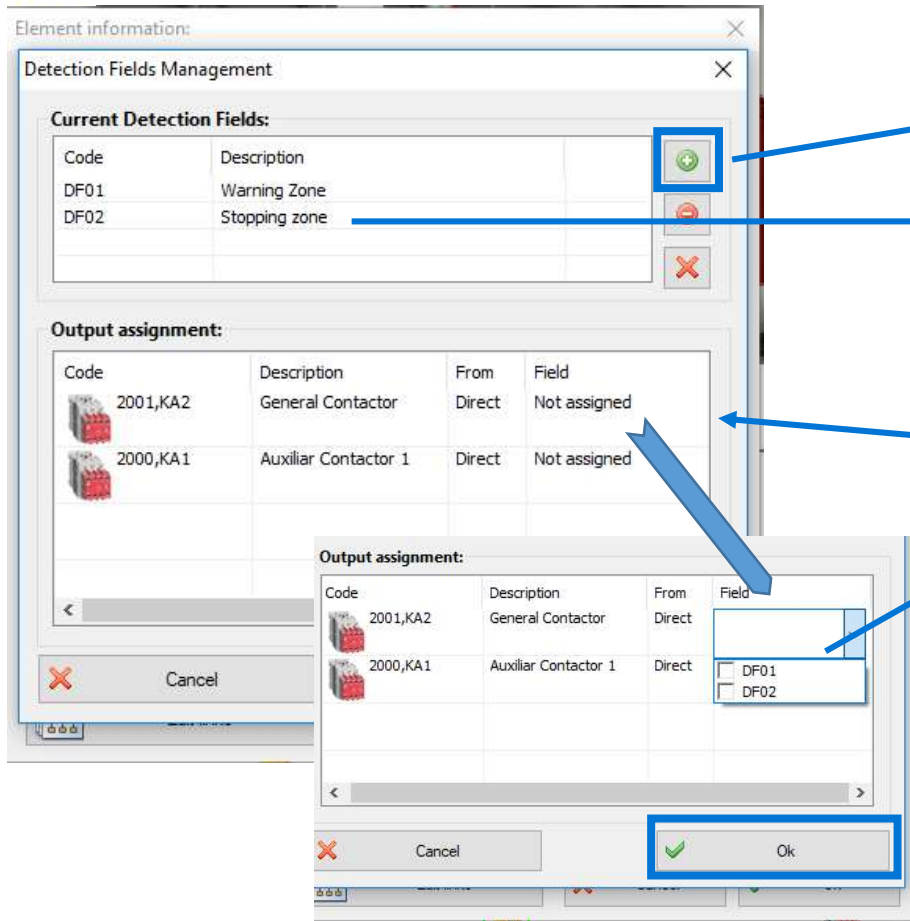 Element information:
Detection Fields Management
Current Detection Fields:
Code Description
DF01 Warning Zone
DF02 Stopping zone
Output assignment:
Code Description From Field
2001,KA2 General Contactor Direct Not assigned
2000,KA1 Auxiliar Contactor 1 Direct Not assigned
Cancel
Output assignment:
Code Description From Field
2001,KA2 General Contactor Direct
2000,KA1 Auxiliar Contactor 1 Direct
DF01
DF02
Cancel Ok